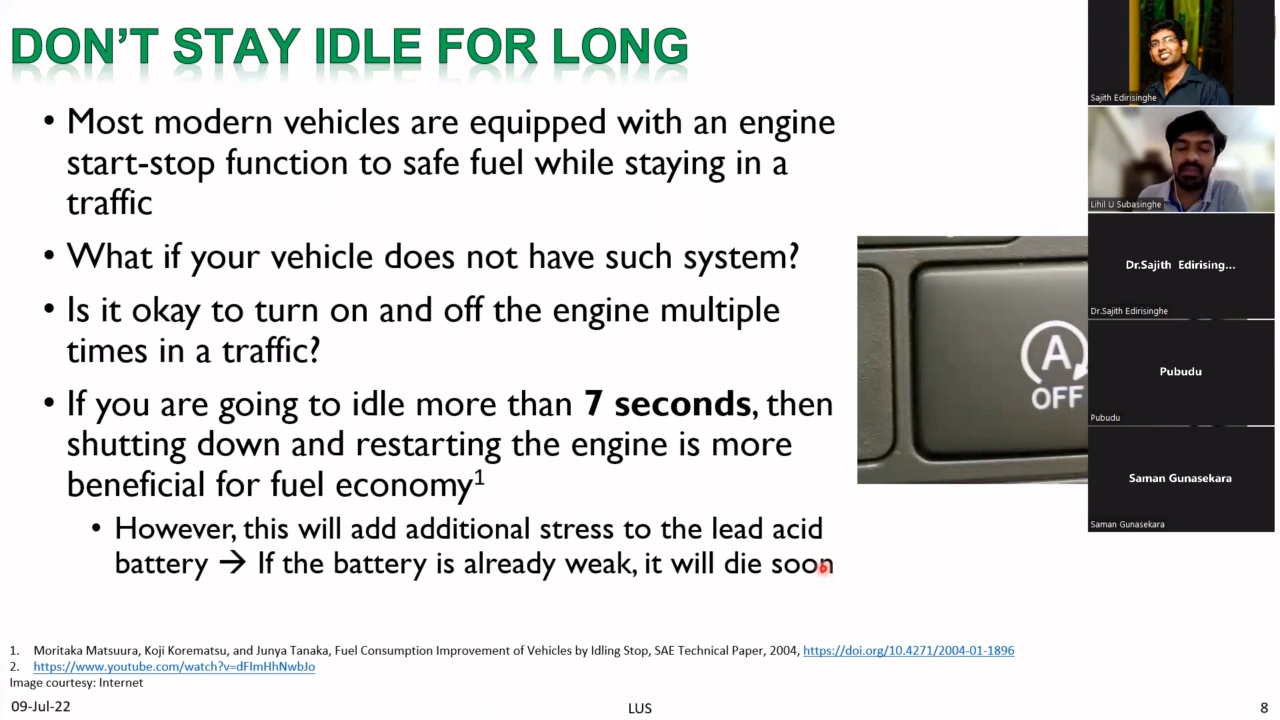 DON'T STAY IDLE FOR LONG
• Most modern vehicles are equipped with an engine
start-stop function to safe fuel while staying in a
traffic
• What if your vehicle does not have such system?
• Is it okay to turn on and off the engine multiple
times in a traffic?
• If you are going to idle more than 7 seconds, then
shutting down and restarting the engine is more
beneficial for fuel economy¹
• However, this will add additional stress to the lead acid
battery → If the battery is already weak, it will die soon
A
OFF
1. Moritaka Matsuura, Koji Korematsu, and Junya Tanaka, Fuel Consumption Improvement of Vehicles by Idling Stop, SAE Technical Paper, 2004, https://doi.org/10.4271/2004-01-1896
2. https://www.youtube.com/watch?v=dFImHhNwbJo
Image courtesy: Internet
09-Jul-22
LUS
8
Sajith Edirisinghe
Lihil U Subasinghe
Dr.Sajith Edirising...
Dr.Sajith Edirisinghe
Pubudu
Pubudu
Saman Gunasekara
Saman Gunasekara